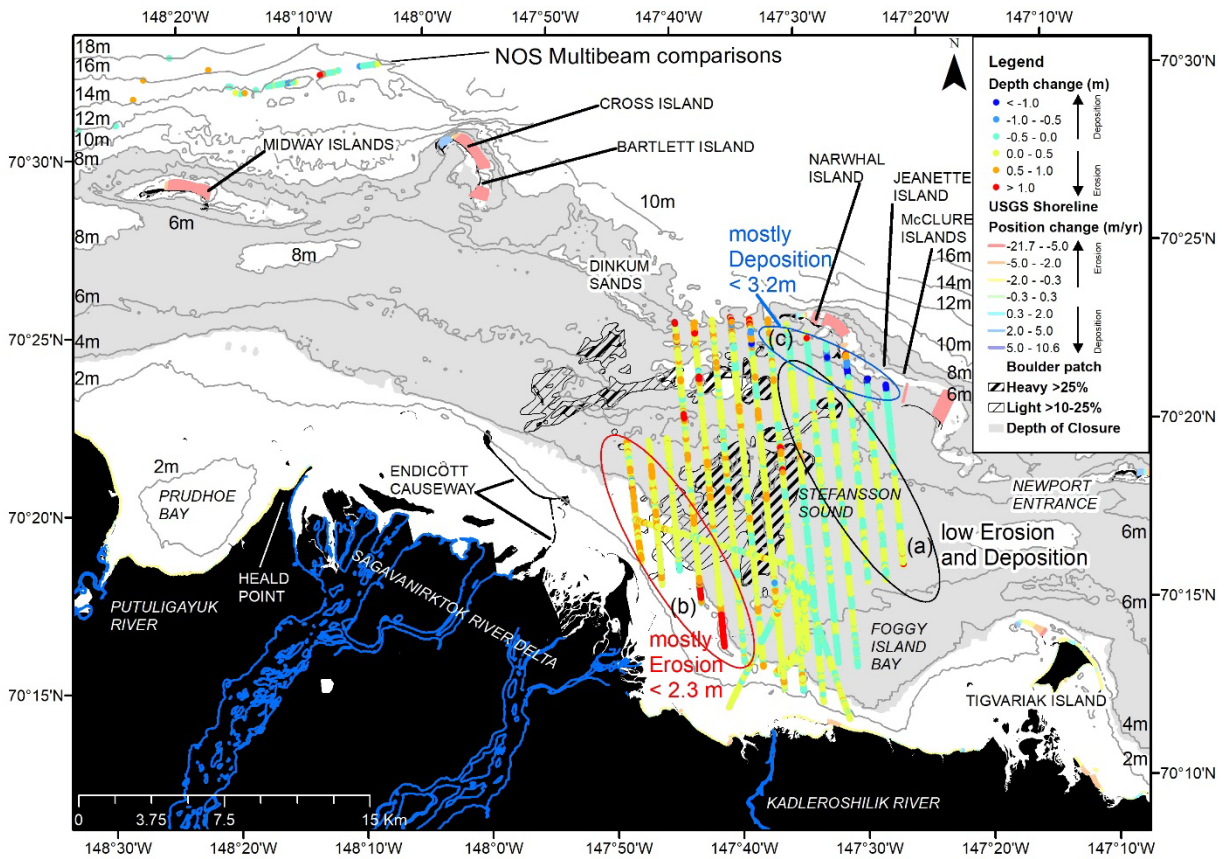 148°20'W 148°10'W 148°0'W 147°50'W 147°40'W 147°30'W 147°20'W 147°10'W
18m
16m
14m
12m
10m
8m
NOS Multibeam comparisons
CROSS ISLAND
BARTLETT ISLAND
MIDWAY ISLANDS
N
NARWHAL
ISLAND
JEANETTE
ISLAND
McCLURE
ISLANDS
Legend
Depth change (m)
< -1.0
-1.0 - -0.5
-0.5 - 0.0
0.0 - 0.5
0.5 - 1.0
> 1.0
Deposition
Erosion
USGS Shoreline
Position change (m/yr)
-21.7 - -5.0
-5.0 - -2.0
-2.0 - -0.3
-0.3 - 0.3
0.3 - 2.0
2.0 - 5.0
5.0 - 10.6
Erosion
Deposition
Boulder patch
Heavy >25%
Light >10-25%
Depth of Closure
70°30'N
70°25'N
70°20'N
70°15'N
70°30'N
70°25'N
70°20'N
70°15'N
70°10'N
6m
8m
8m
6m
4m
2m
10m
16m
14m
12m
10m
8m
6m
mostly
Deposition
< 3.2m
DINKUM
SANDS
(c)
2m
PRUDHOE
BAY
ENDICOTT
CAUSEWAY
HEALD
POINT
PUTULIGAYUK
RIVER
SAGAVANIRKTOK RIVER DELTA
STEFANSSON
SOUND
NEWPORT
ENTRANCE
6m
(a)
low Erosion
and Deposition
(b)
mostly
Erosion
< 2.3 m
6m
FOGGY
ISLAND
BAY
TIGVARIAK ISLAND
4m
2m
KADLEROSHILIK RIVER
0 3.75 7.5 15 Km
148°30'W 148°20'W 148°10'W 148°0'W 147°50'W 147°40'W 147°30'W 147°20'W 147°10'W